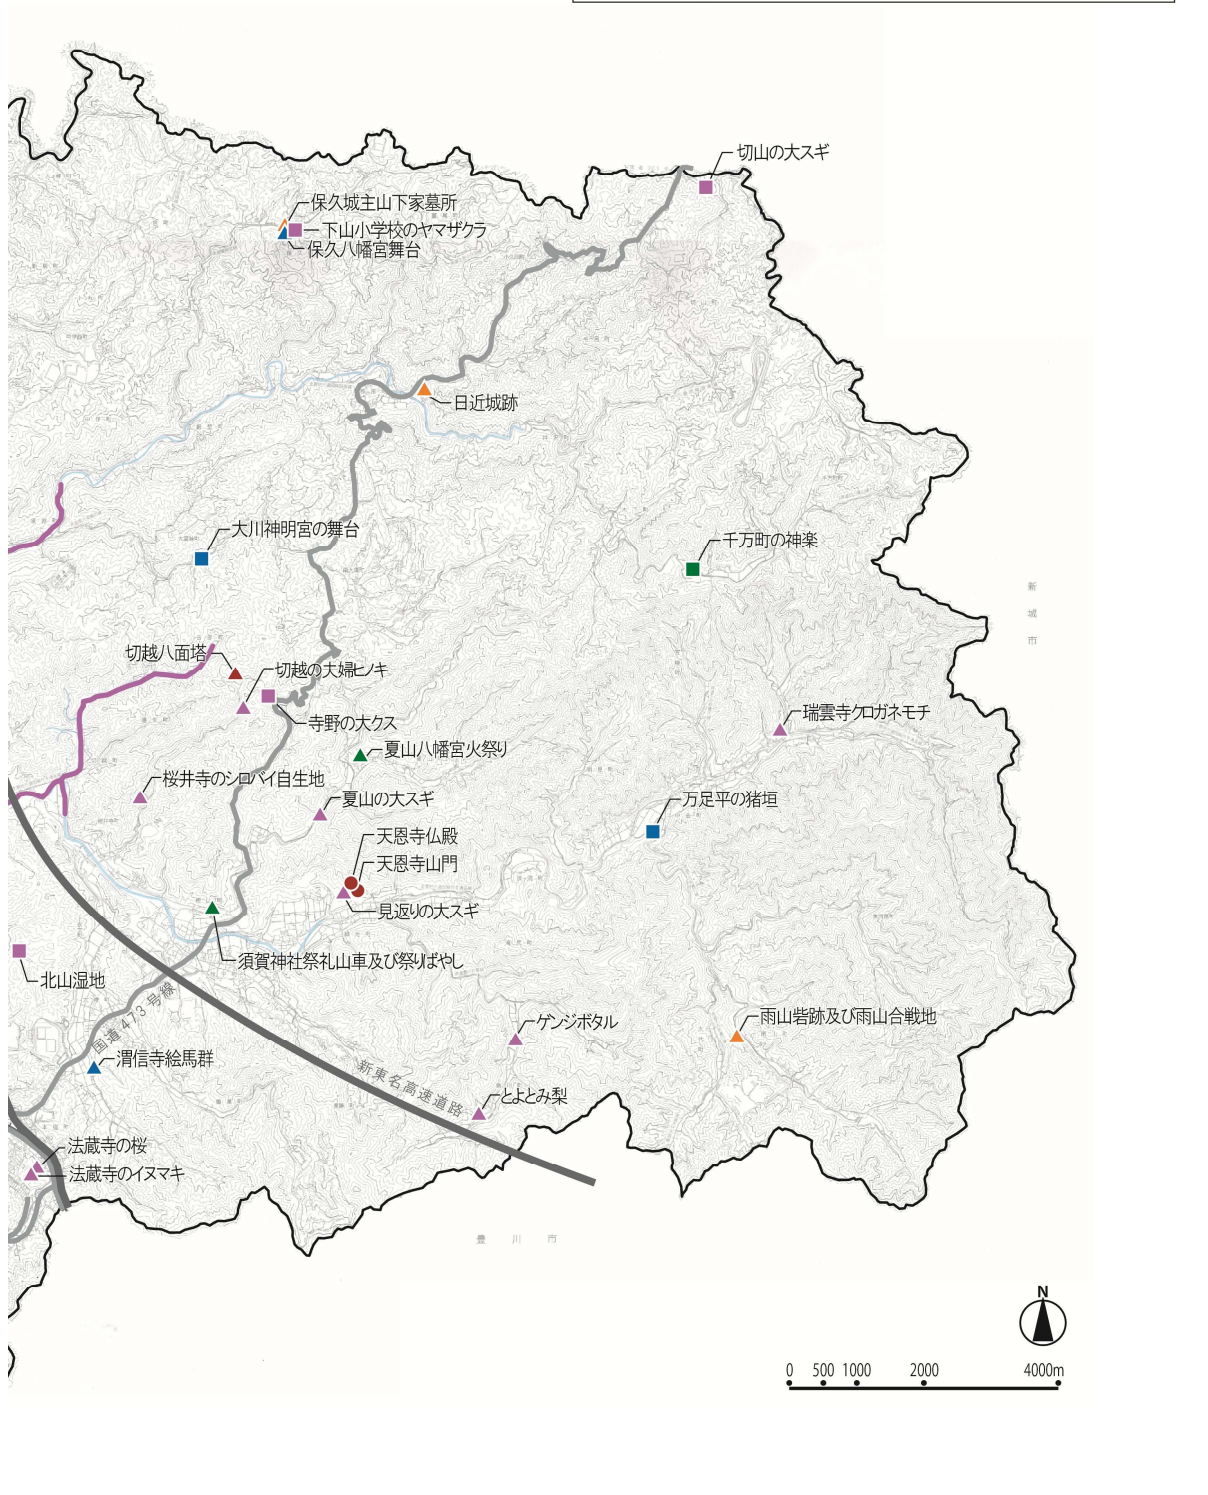 切山の大スギ
保久城主山下家墓所
下山小学校のヤマザクラ
保久八幡宮舞台
日近城跡
大川神明宮の舞台
千万町の神楽
新城市
切越八面塔
切越の夫婦ヒノキ
寺野の大クス
瑞雲寺クロガネモチ
夏山八幡宮火祭り
桜井寺のシロバイ自生地
夏山の大スギ
万足平の猪垣
天恩寺仏殿
天恩寺山門
見返りの大スギ
須賀神社祭礼山車及び祭りばやし
北山湿地
国道473号線
ゲンジボタル
雨山砦跡及び雨山合戦地
渭信寺絵馬群
新東名高速道路
とよとみ梨
法蔵寺の桜
法蔵寺のイヌマキ
豊川市
N
0 500 1000 2000 4000m